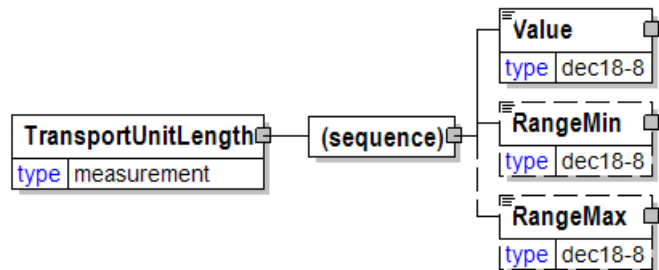 Value
type dec18-8
TransportUnitLength
type measurement
(sequence)
RangeMin
type dec18-8
RangeMax
type dec18-8